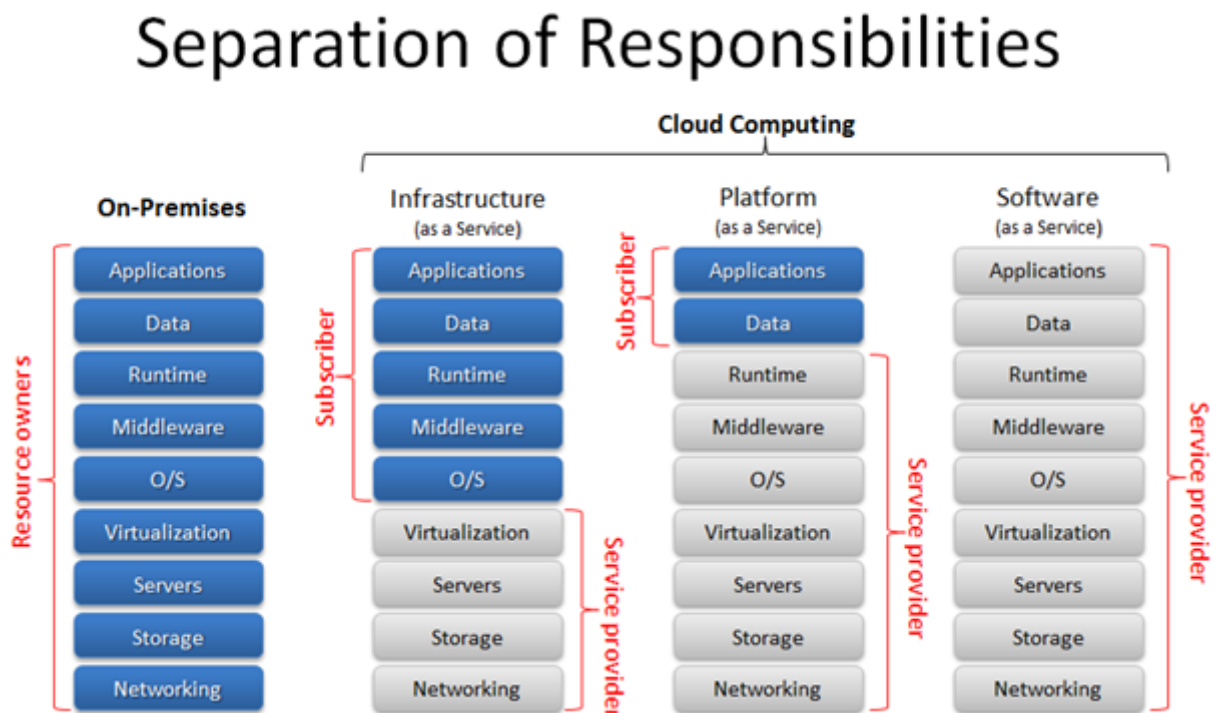 Separation of Responsibilities
Cloud Computing
On-Premises
Infrastructure
(as a Service)
Platform
(as a Service)
Software
(as a Service)
Resource owners
Applications
Data
Runtime
Middleware
O/S
Virtualization
Servers
Storage
Networking
Subscriber
Applications
Data
Runtime
Middleware
O/S
Virtualization
Servers
Storage
Networking
Service provider
Subscriber
Applications
Data
Runtime
Middleware
O/S
Virtualization
Servers
Storage
Networking
Service provider
Applications
Data
Runtime
Middleware
O/S
Virtualization
Servers
Storage
Networking
Service provider